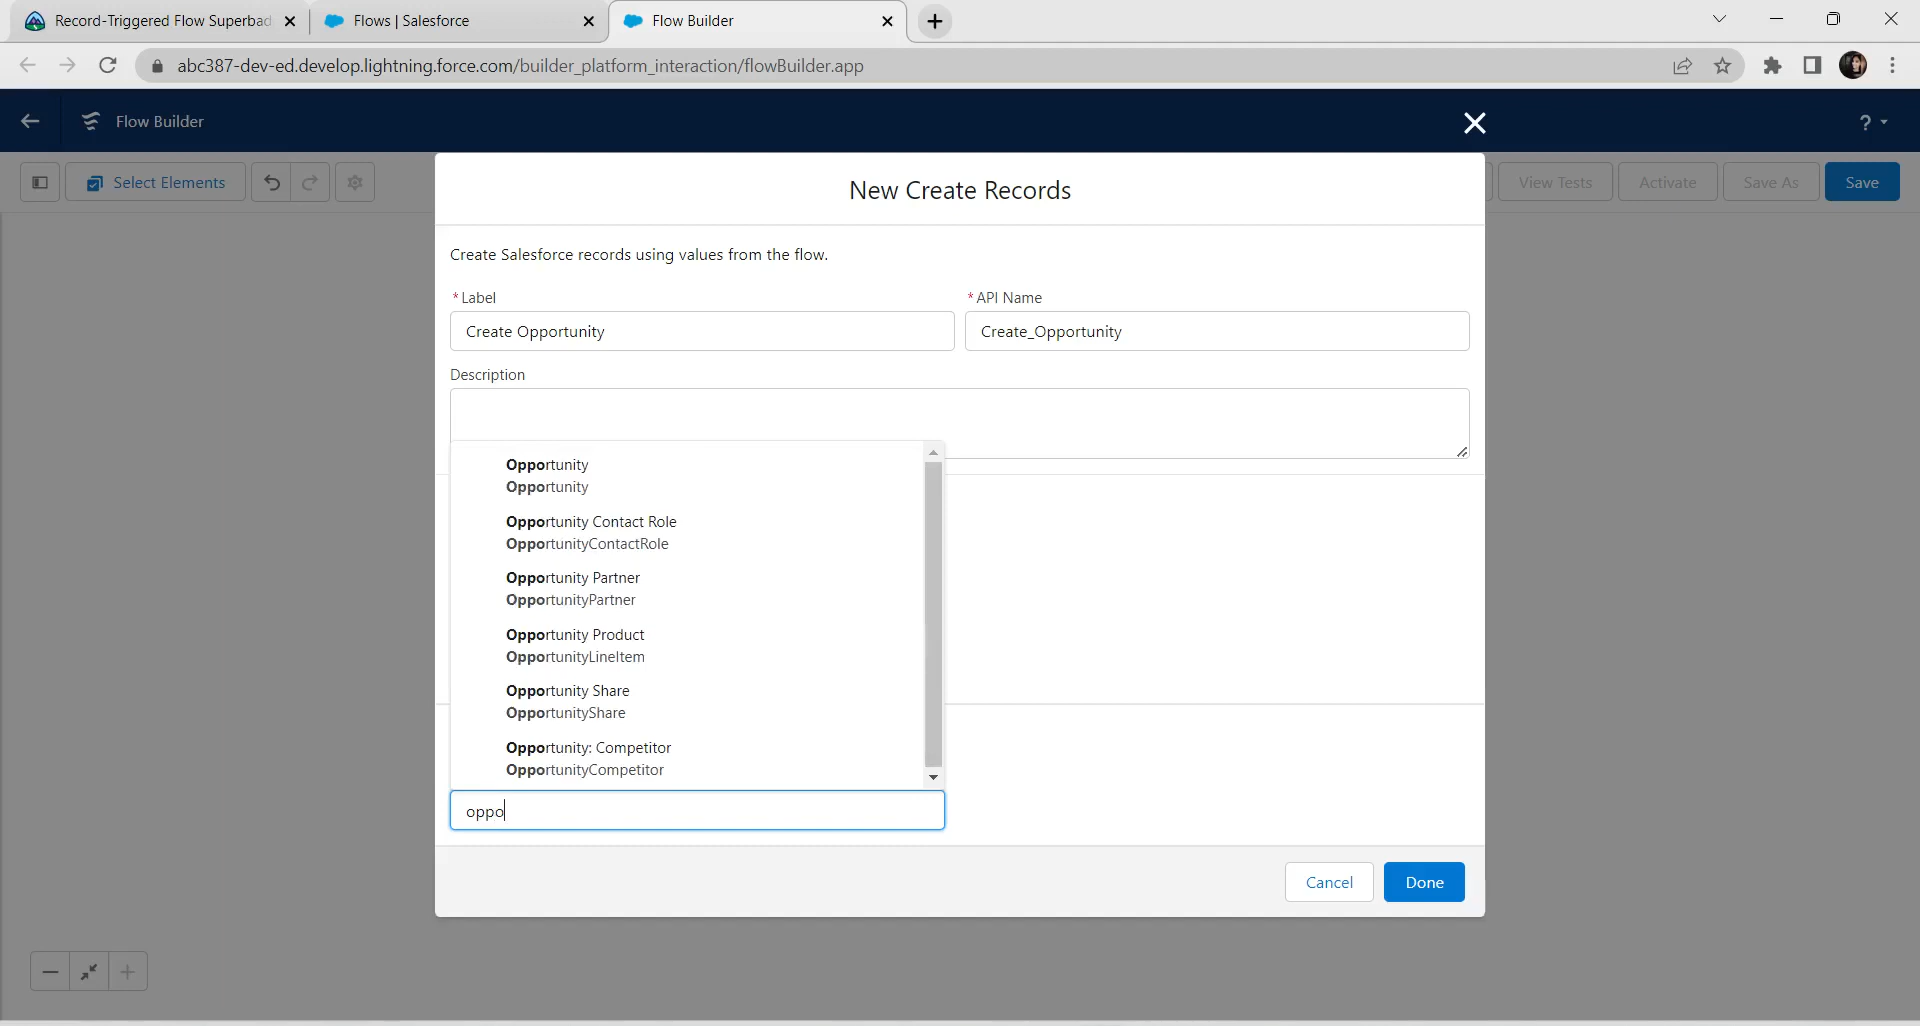 Record-Triggered Flow Superbad
Flows | Salesforce
Flow Builder
abc387-dev-ed.develop.lightning.force.com/builder_platform_interaction/flowBuilder.app
Flow Builder
?
Select Elements
View Tests
Activate
Save As
Save
New Create Records
Create Salesforce records using values from the flow.
* Label
* API Name
Create Opportunity
Create_Opportunity
Description
Opportunity
Opportunity
Opportunity Contact Role
OpportunityContactRole
Opportunity Partner
OpportunityPartner
Opportunity Product
OpportunityLineItem
Opportunity Share
OpportunityShare
Opportunity: Competitor
OpportunityCompetitor
oppo
Cancel
Done